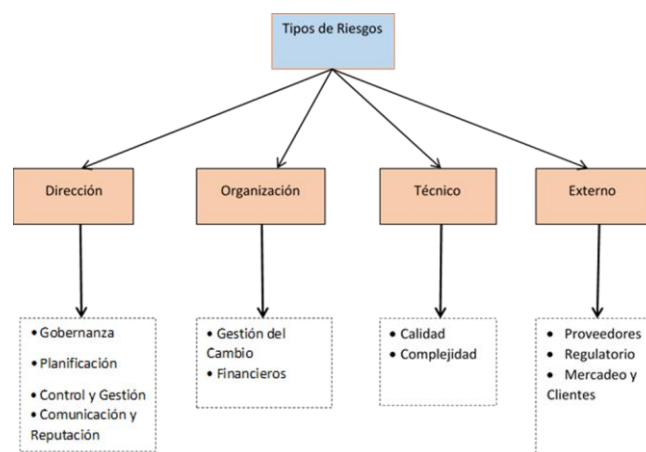 Tipos de Riesgos
Dirección
Organización
Técnico
Externo
• Gobernanza
• Planificación
• Control y Gestión
• Comunicación y
Reputación
• Gestión del
Cambio
• Financieros
• Calidad
• Complejidad
• Proveedores
• Regulatorio
• Mercadeo y
Clientes